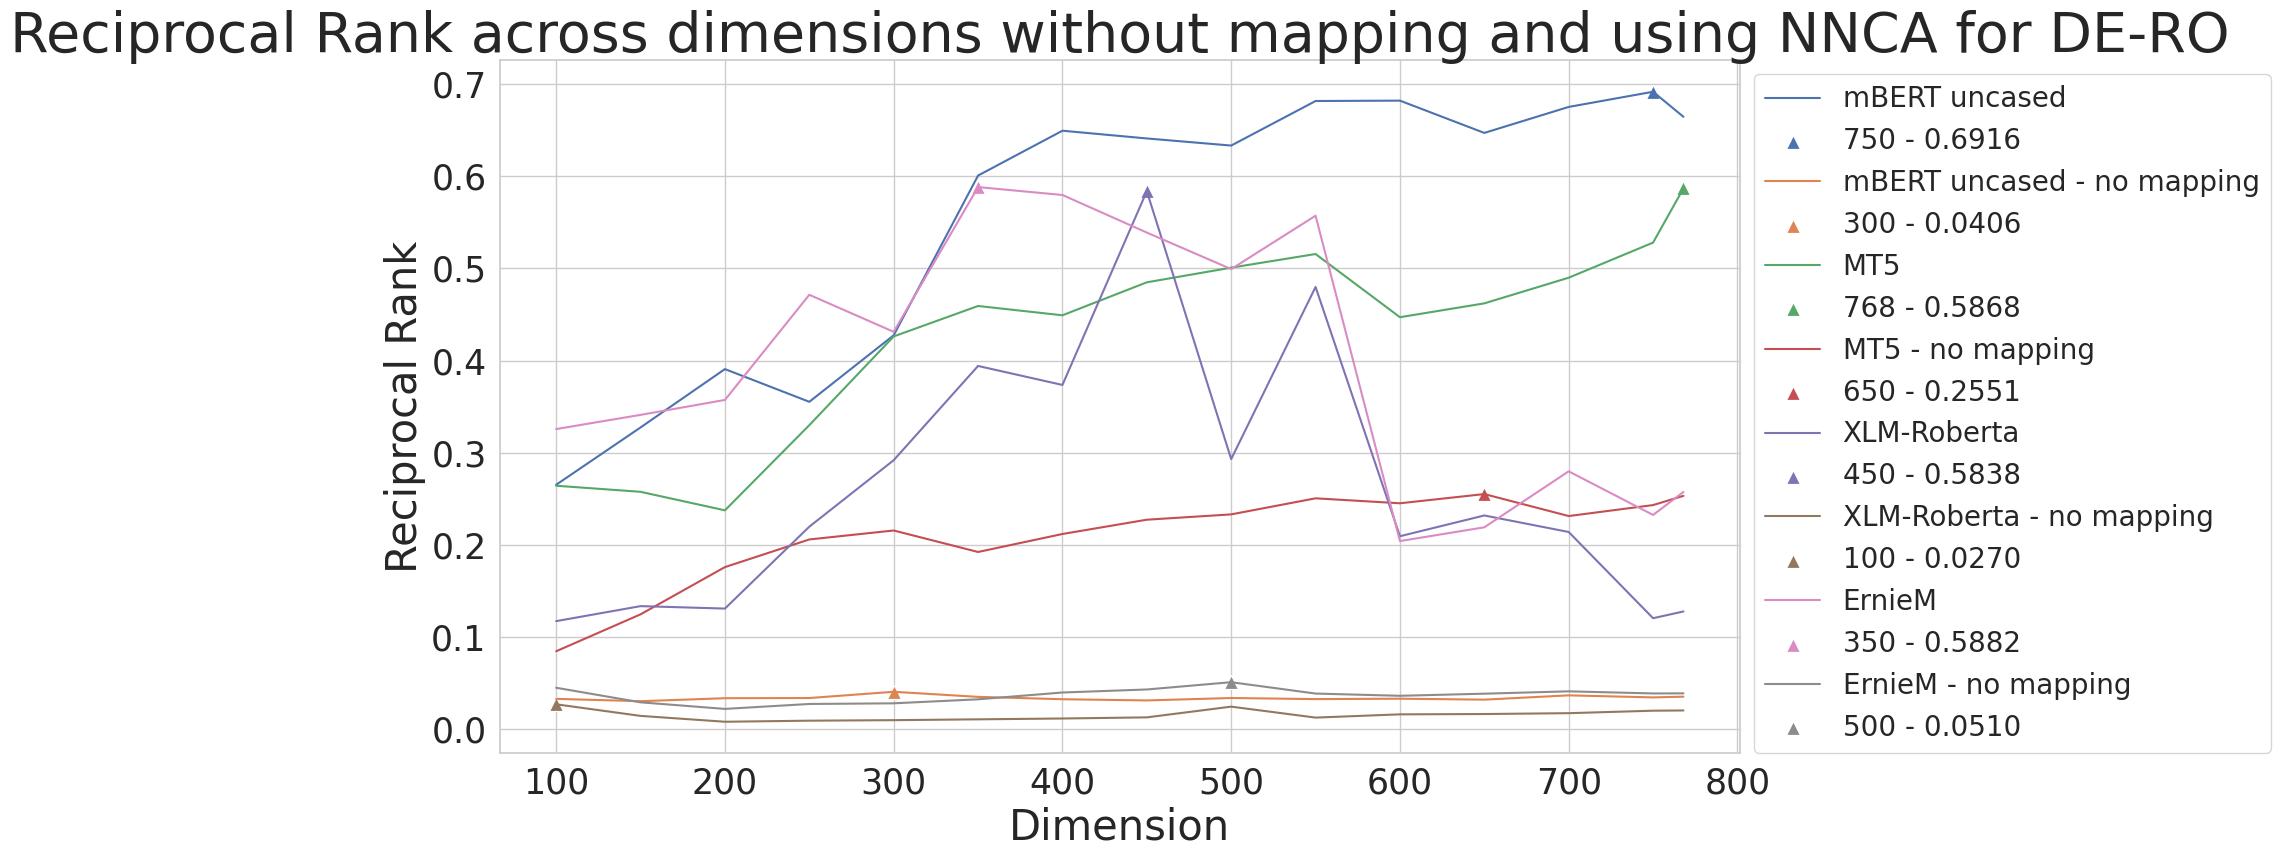 Reciprocal Rank across dimensions without mapping and using NNCA for DE-RO
0.7
0.6
0.5
0.4
0.3
0.2
0.1
0.0
Reciprocal Rank
100 200 300 400 500 600 700 800
Dimension
mBERT uncased
750 - 0.6916
mBERT uncased - no mapping
300 - 0.0406
MT5
768 - 0.5868
MT5 - no mapping
650 - 0.2551
XLM-Roberta
450 - 0.5838
XLM-Roberta - no mapping
100 - 0.0270
ErnieM
350 - 0.5882
ErnieM - no mapping
500 - 0.0510